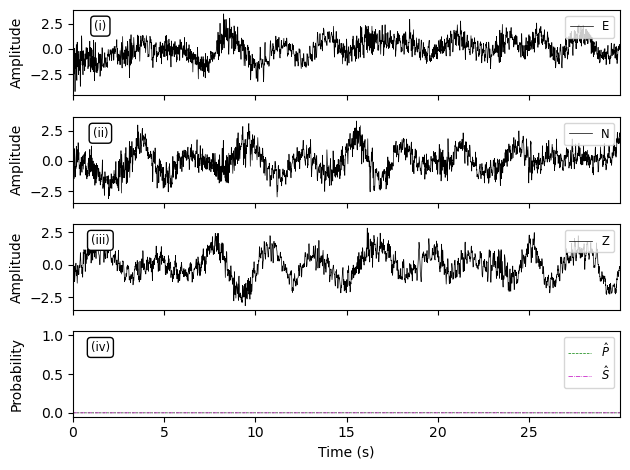 Amplitude
2.5
0.0
−2.5
(i)
E
Amplitude
2.5
0.0
−2.5
(ii)
N
Amplitude
2.5
0.0
−2.5
(iii)
Z
Probability
1.0
0.5
0.0
(iv)
P̂
Ŝ
0 5 10 15 20 25
Time (s)